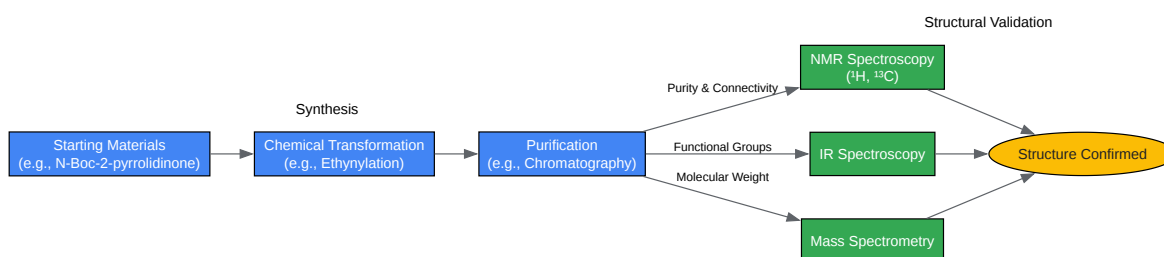 Structural Validation
NMR Spectroscopy
(¹H, ¹³C)
Purity & Connectivity
Synthesis
Starting Materials
(e.g., N-Boc-2-pyrrolidinone)
Chemical Transformation
(e.g., Ethynylation)
Purification
(e.g., Chromatography)
Functional Groups
IR Spectroscopy
Structure Confirmed
Molecular Weight
Mass Spectrometry